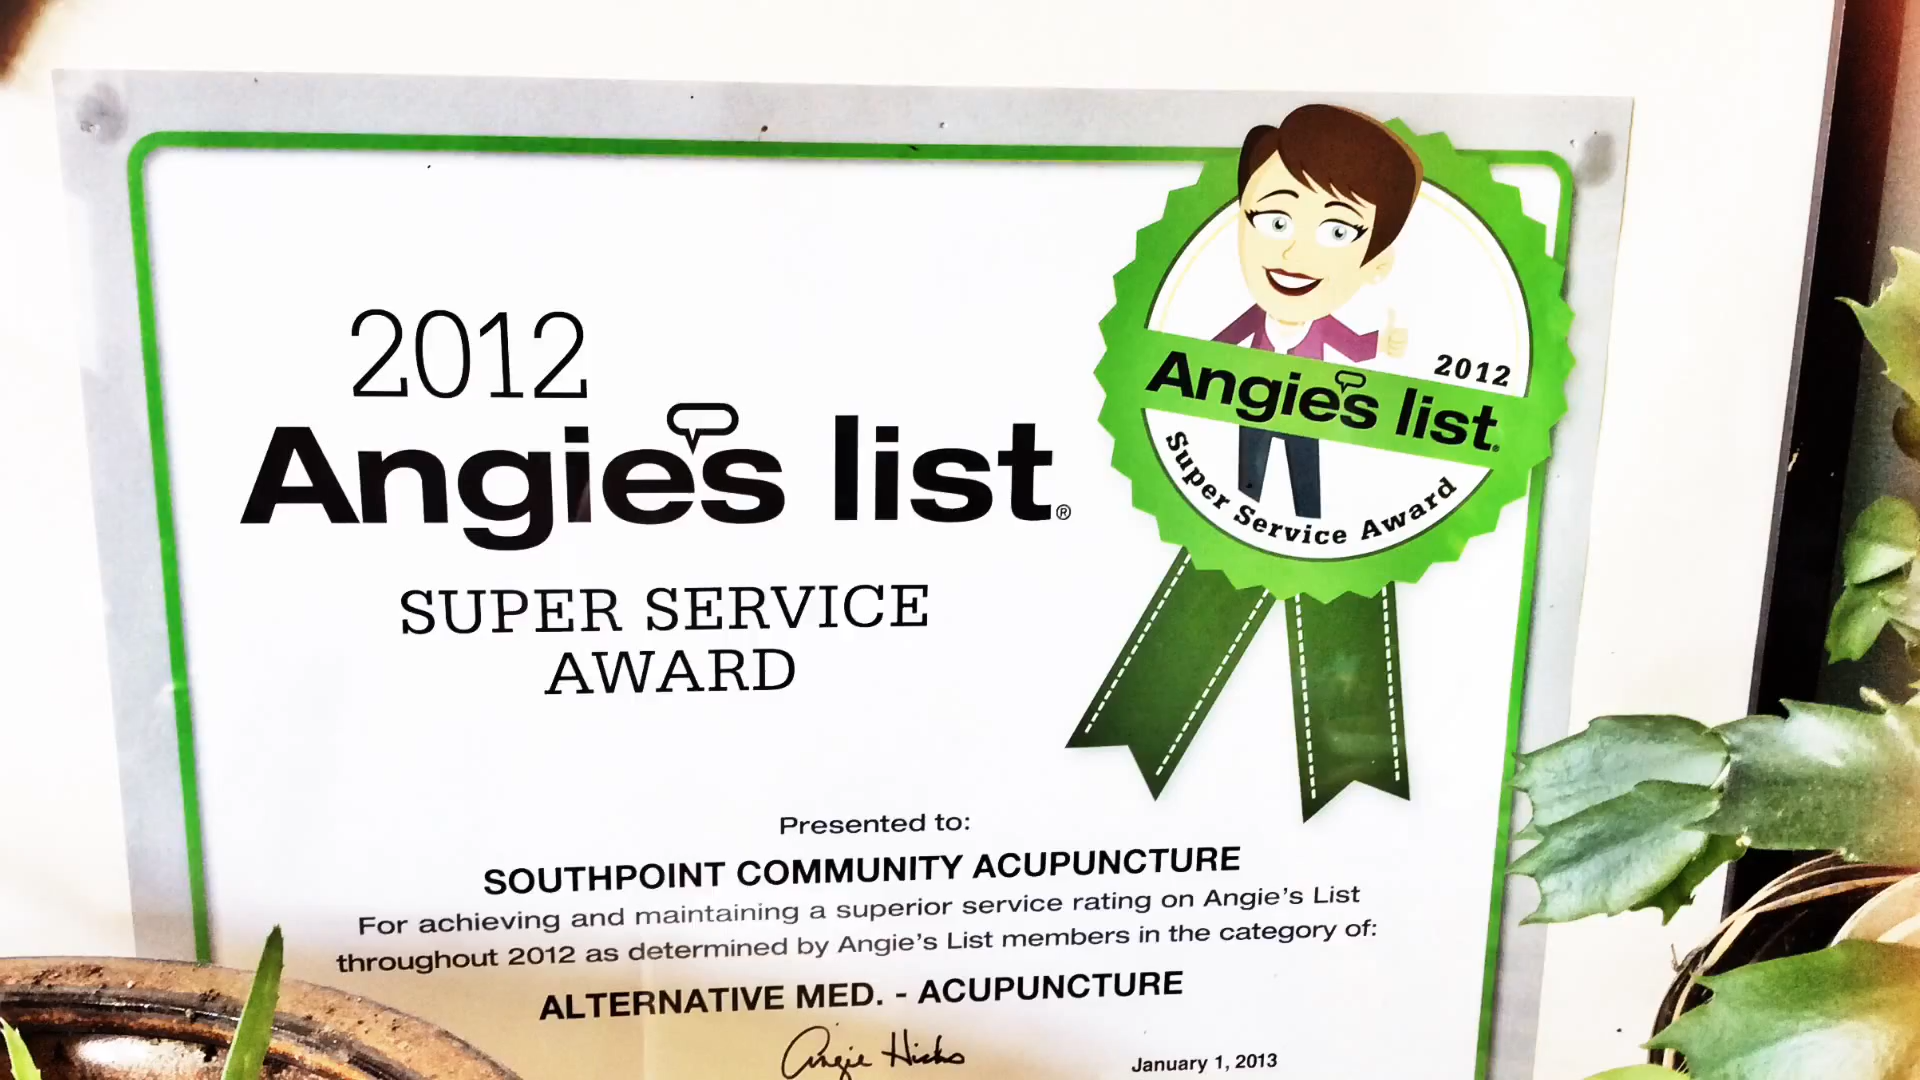 2012
Angie's list®
SUPER SERVICE
AWARD
2012
Angie's list®
Super Service Award
Presented to:
SOUTHPOINT COMMUNITY ACUPUNCTURE
For achieving and maintaining a superior service rating on Angie's List
throughout 2012 as determined by Angie's List members in the category of:
ALTERNATIVE MED. - ACUPUNCTURE
Angie Hicks
January 1, 2013